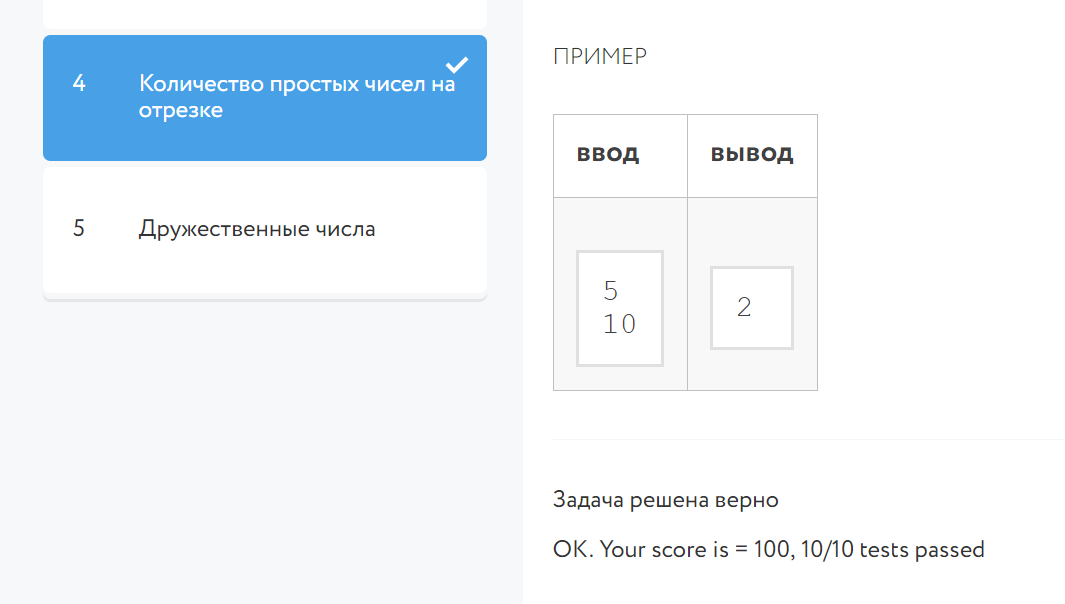 4
Количество простых чисел на
отрезке
5
Дружественные числа
ПРИМЕР
ВВОД ВЫВОД
5
10
2
Задача решена верно
OK. Your score is = 100, 10/10 tests passed